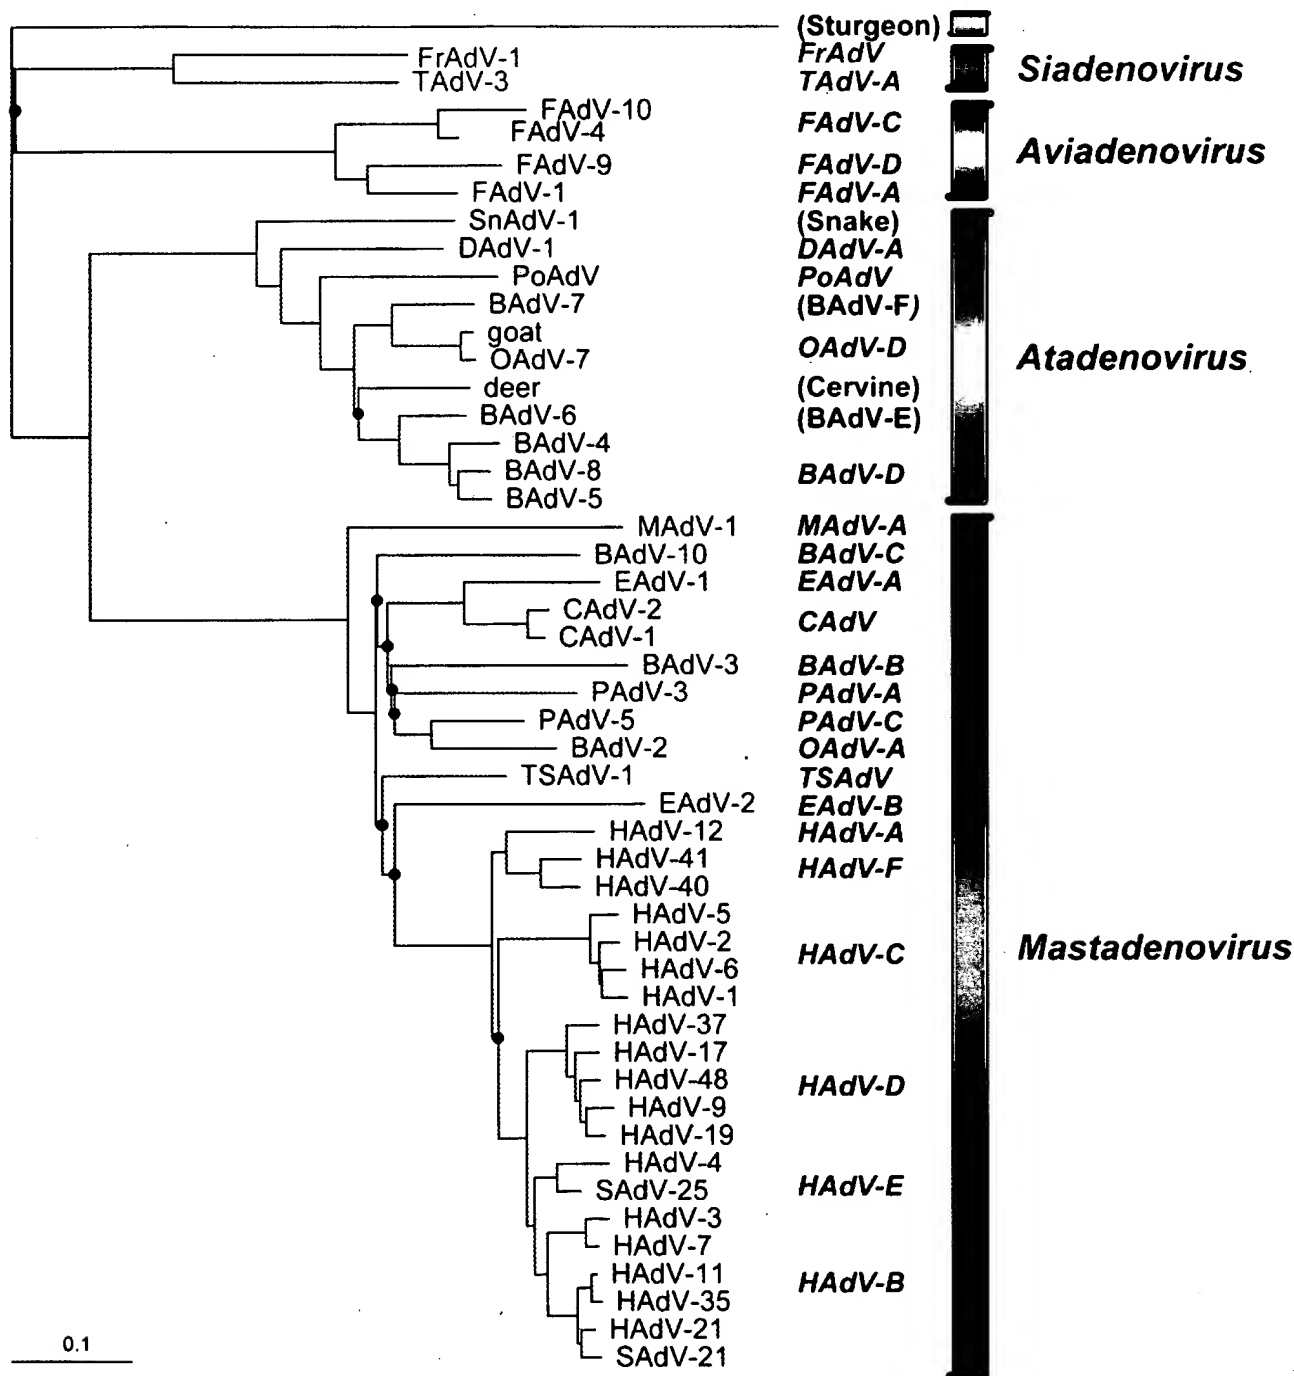 (Sturgeon)
FrAdV-1 FrAdV
TAdV-3 TAdV-A
Siadenovirus
FAdV-10
FAdV-4
FAdV-C
FAdV-9 FAdV-D
FAdV-1 FAdV-A
Aviadenovirus
SnAdV-1 (Snake)
DAdV-1 DAdV-A
PoAdV PoAdV
BAdV-7 (BAdV-F)
goat
OAdV-7
OAdV-D
deer (Cervine)
BAdV-6 (BAdV-E)
BAdV-4
BAdV-8
BAdV-5
BAdV-D
Atadenovirus
MAdV-1 MAdV-A
BAdV-10 BAdV-C
EAdV-1 EAdV-A
CAdV-2
CAdV-1
CAdV
BAdV-3 BAdV-B
PAdV-3 PAdV-A
PAdV-5 PAdV-C
BAdV-2 OAdV-A
TSAdV-1 TSAdV
EAdV-2 EAdV-B
HAdV-12 HAdV-A
HAdV-41
HAdV-40
HAdV-F
HAdV-5
HAdV-2
HAdV-6
HAdV-1
HAdV-C
HAdV-37
HAdV-17
HAdV-48
HAdV-9
HAdV-19
HAdV-D
HAdV-4
SAdV-25
HAdV-E
HAdV-3
HAdV-7
HAdV-11
HAdV-35
HAdV-21
SAdV-21
HAdV-B
Mastadenovirus
0.1